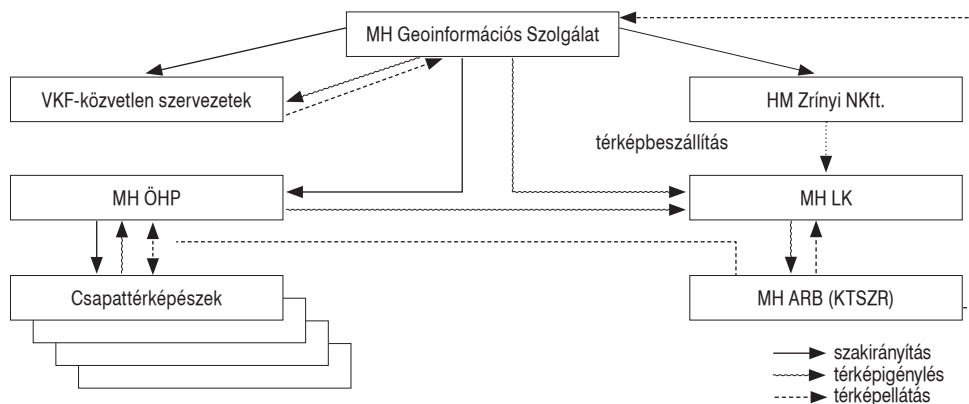 MH Geoinformációs Szolgálat
VKF-közvetlen szervezetek
HM Zrínyi NKft.
térképbeszállítás
MH ÖHP
MH LK
Csapattérképészek
MH ARB (KTSZR)
szakirányítás
térképigénylés
térképellátás